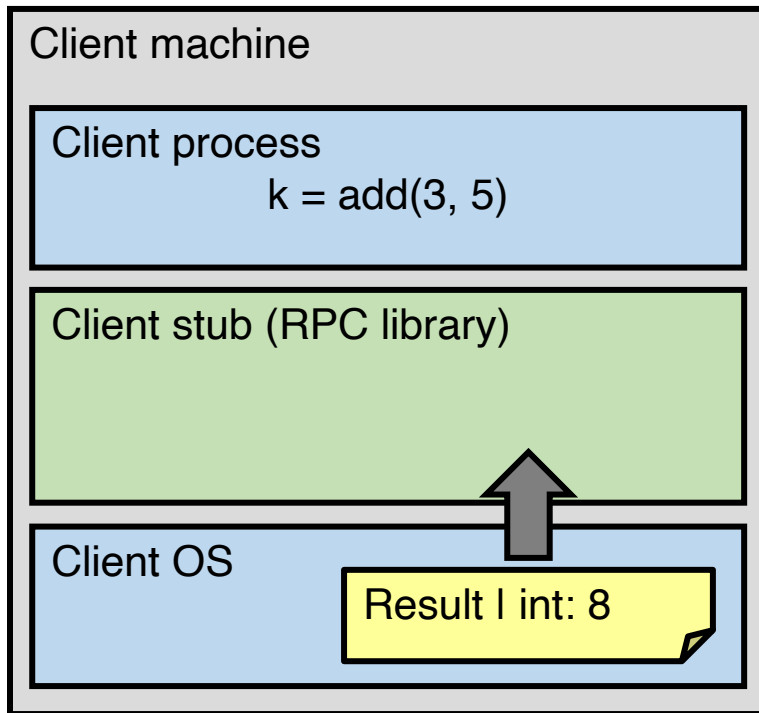 Client machine
Client process
k = add(3, 5)
Client stub (RPC library)
Client OS
Result | int: 8